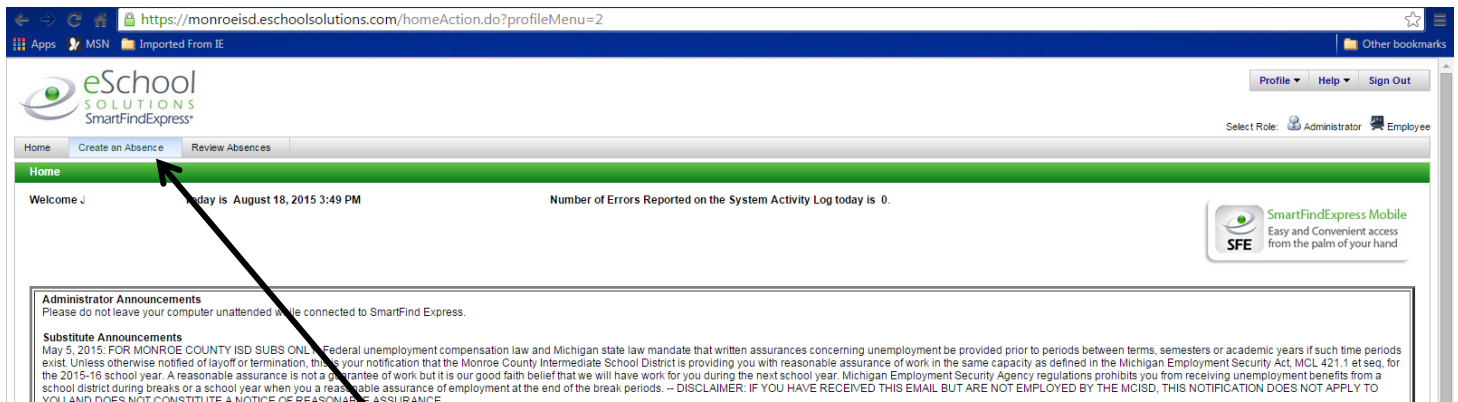 https://monroeisd.eschoolsolutions.com/homeAction.do?profileMenu=2
Apps MSN Imported From IE Other bookmarks
eSchool
SOLUTIONS
SmartFindExpress
Profile Help Sign Out
Select Role: Administrator Employee
Home Create an Absence Review Absences
Home
Welcome J Today is August 18, 2015 3:49 PM Number of Errors Reported on the System Activity Log today is 0.
SmartFindExpress Mobile
Easy and Convenient access
SFE from the palm of your hand
Administrator Announcements
Please do not leave your computer unattended while connected to SmartFind Express.
Substitute Announcements
May 5, 2015: FOR MONROE COUNTY ISD SUBS ONLY: Federal unemployment compensation law and Michigan state law mandate that written assurances concerning unemployment be provided prior to periods between terms, semesters or academic years if such time periods
exist. Unless otherwise notified of layoff or termination, this is your notification that the Monroe County Intermediate School District is providing you with reasonable assurance of work in the same capacity as defined in the Michigan Employment Security Act, MCL 421.1 et seq, for
the 2015-16 school year. A reasonable assurance is not a guarantee of work but it is our good faith belief that we will have work for you during the next school year. Michigan Employment Security Agency regulations prohibits you from receiving unemployment benefits from a
school district during breaks or a school year when you a reasonable assurance of employment at the end of the break periods. -- DISCLAIMER: IF YOU HAVE RECEIVED THIS EMAIL BUT ARE NOT EMPLOYED BY THE MCISD, THIS NOTIFICATION DOES NOT APPLY TO
YOU AND DOES NOT CONSTITUTE A NOTICE OF REASONABLE ASSURANCE